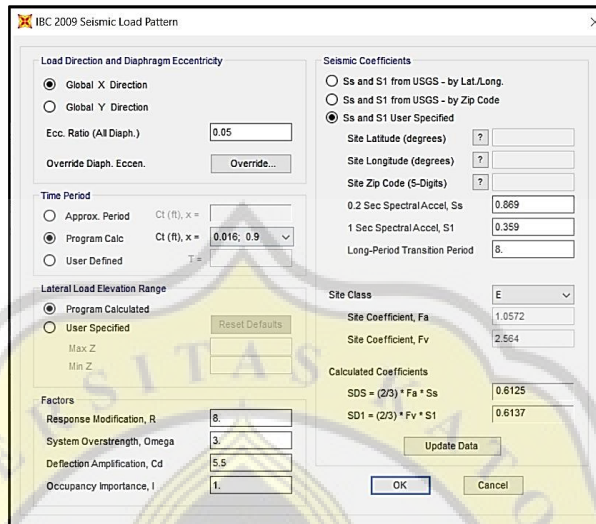 IBC 2009 Seismic Load Pattern
Load Direction and Diaphragm Eccentricity
Global X Direction
Global Y Direction
Ecc. Ratio (All Diaph.) 0.05
Override Diaph. Eccen. Override...
Time Period
Approx. Period Ct (ft), x =
Program Calc Ct (ft), x = 0.016; 0.9
User Defined T =
Lateral Load Elevation Range
Program Calculated
User Specified Reset Defaults
Max Z
Min Z
Factors
Response Modification, R 8.
System Overstrength, Omega 3.
Deflection Amplification, Cd 5.5
Occupancy Importance, I 1.
Seismic Coefficients
Ss and S1 from USGS - by Lat./Long.
Ss and S1 from USGS - by Zip Code
Ss and S1 User Specified
Site Latitude (degrees) ?
Site Longitude (degrees) ?
Site Zip Code (5-Digits) ?
0.2 Sec Spectral Accel, Ss 0.869
1 Sec Spectral Accel, S1 0.359
Long-Period Transition Period 8.
Site Class E
Site Coefficient, Fa 1.0572
Site Coefficient, Fv 2.564
Calculated Coefficients
SDS = (2/3) * Fa * Ss 0.6125
SD1 = (2/3) * Fv * S1 0.6137
Update Data
OK Cancel